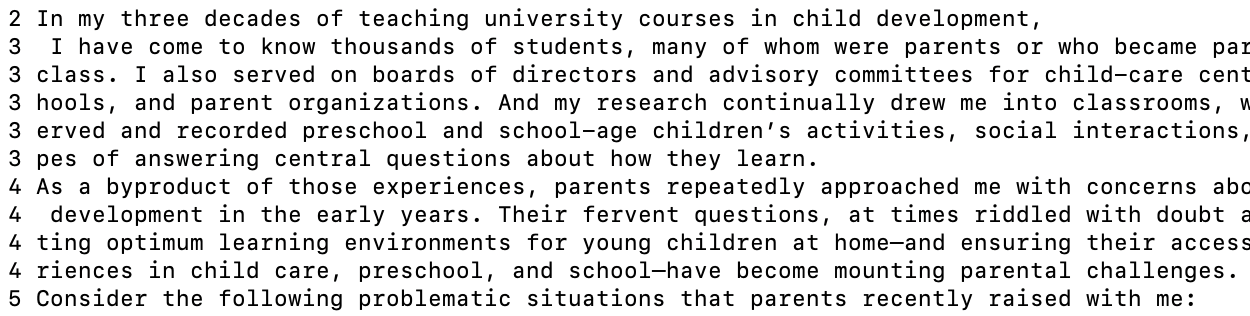 2 In my three decades of teaching university courses in child development,
3  I have come to know thousands of students, many of whom were parents or who became par
3 class. I also served on boards of directors and advisory committees for child–care cent
3 hools, and parent organizations. And my research continually drew me into classrooms, w
3 erved and recorded preschool and school–age children’s activities, social interactions,
3 pes of answering central questions about how they learn.
4 As a byproduct of those experiences, parents repeatedly approached me with concerns abo
4  development in the early years. Their fervent questions, at times riddled with doubt a
4 ting optimum learning environments for young children at home—and ensuring their access
4 riences in child care, preschool, and school—have become mounting parental challenges.
5 Consider the following problematic situations that parents recently raised with me: